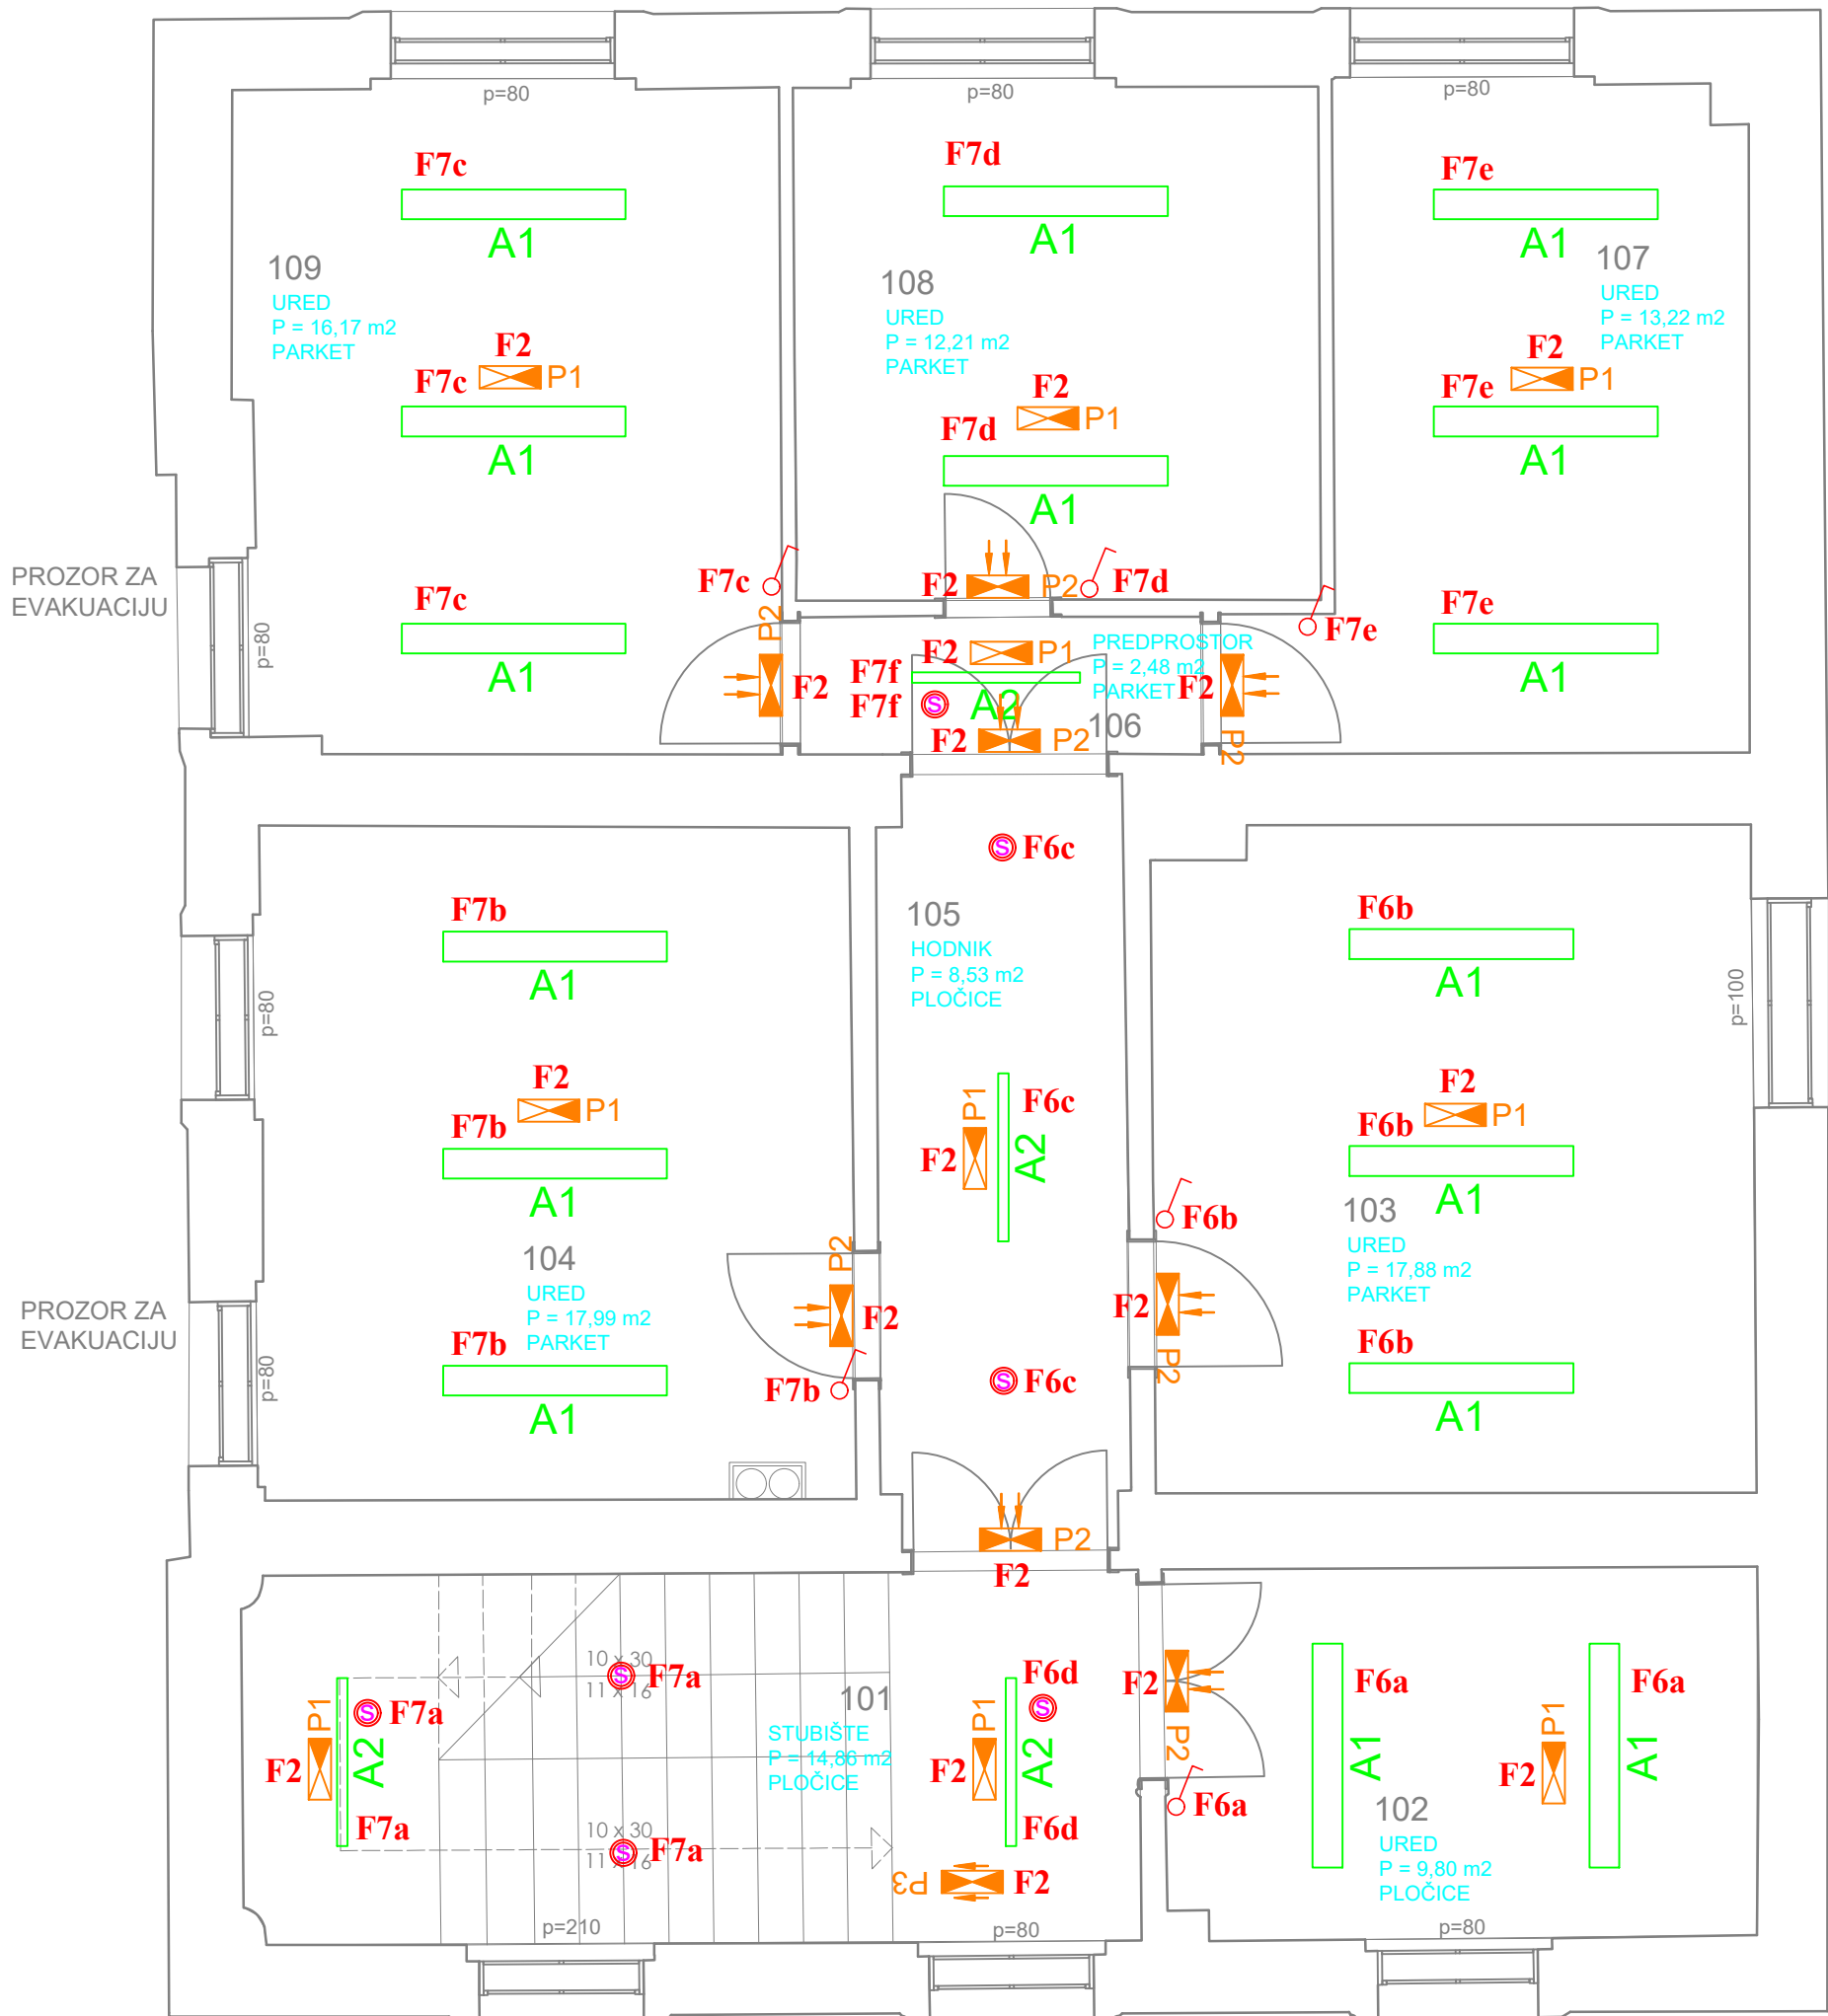 p=80
p=80
p=80
F7c
F7d
F7e
A1
A1
A1
109
URED
P = 16,17 m2
PARKET
108
URED
P = 12,21 m2
PARKET
107
URED
P = 13,22 m2
PARKET
F2
P1
F7c
A1
F2
P1
F7d
A1
F2
P1
F7e
A1
PROZOR ZA
EVAKUACIJU
p=80
F7c
A1
F7c
P2
F2
F2
P2
F7d
F7e
F7e
A1
F2
P1
PREDPROSTOR
P = 2,48 m2
PARKET
106
F7f
F7f
S
A2
F2
P2
F2
P2
S
F6c
F7b
A1
105
HODNIK
P = 8,53 m2
PLOČICE
F6b
A1
p=80
p=100
F2
P1
F7b
A1
P1
F2
F6c
A2
F2
P1
F6b
A1
F6b
104
URED
P = 17,99 m2
PARKET
103
URED
P = 17,88 m2
PARKET
PROZOR ZA
EVAKUACIJU
p=80
P2
F2
F2
P2
F7b
A1
F7b
S
F6c
F6b
A1
P2
F2
10 x 30
11 x 16
S
F7a
101
STUBIŠTE
P = 14,86 m2
PLOČICE
P1
F2
S
F7a
A2
F7a
10 x 30
11 x 16
S
F7a
F6d
S
P1
F2
A2
F6d
P3
F2
F2
P2
F6a
F6a
A1
P1
F2
F6a
A1
102
URED
P = 9,80 m2
PLOČICE
p=210
p=80
p=80